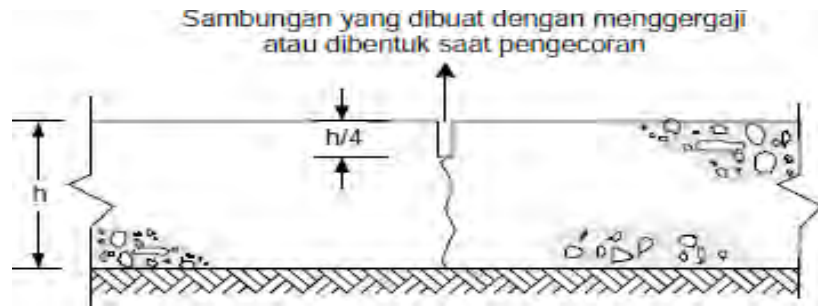 Sambungan yang dibuat dengan menggergaji
atau dibentuk saat pengecoran
h/4
h